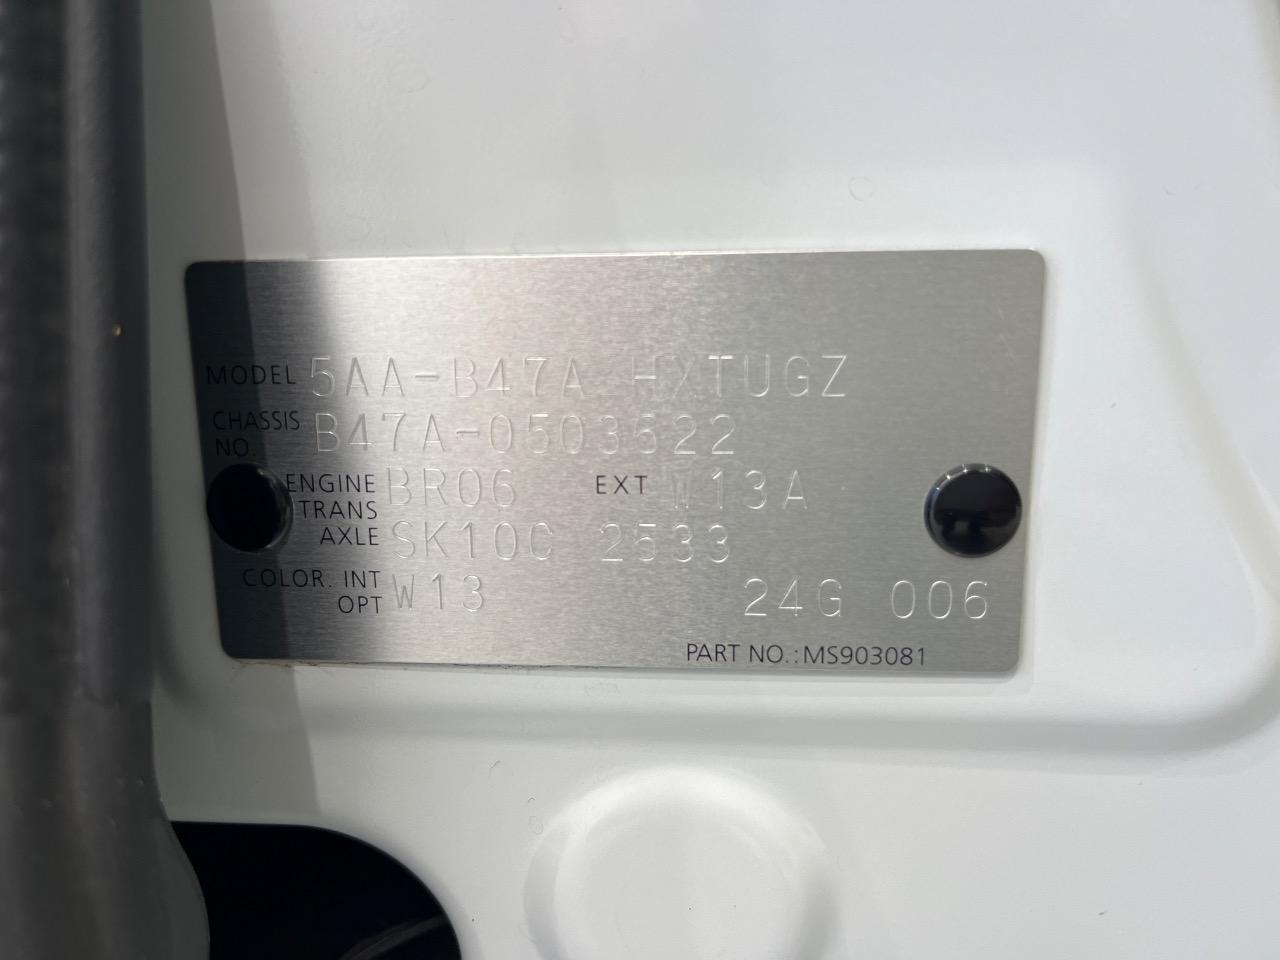 MODEL 5AA-B47A HXTUGZ
CHASSIS NO. B47A-0503622
ENGINE BR06 EXT W13A
TRANS AXLE SK10C 2533
COLOR. INT OPT W13 24G 006
PART NO.:MS903081